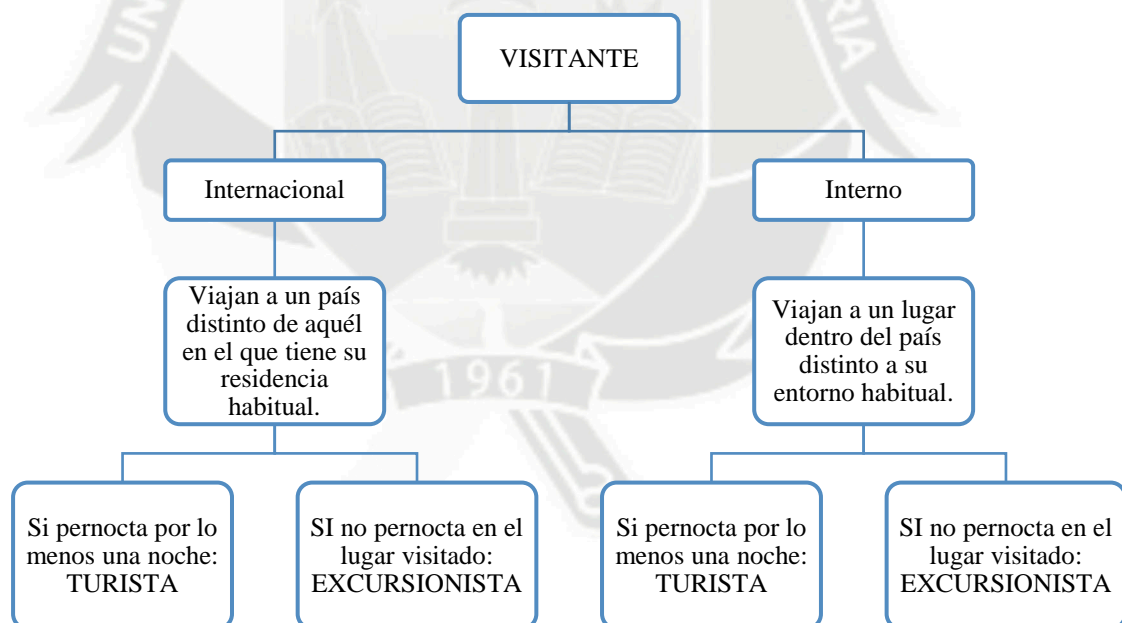 VISITANTE
Internacional
Interno
Viajan a un país
distinto de aquél
en el que tiene su
residencia
habitual.
Viajan a un lugar
dentro del país
distinto a su
entorno habitual.
1961
Si pernocta por lo
menos una noche:
TURISTA
SI no pernocta en el
lugar visitado:
EXCURSIONISTA
Si pernocta por lo
menos una noche:
TURISTA
SI no pernocta en el
lugar visitado:
EXCURSIONISTA